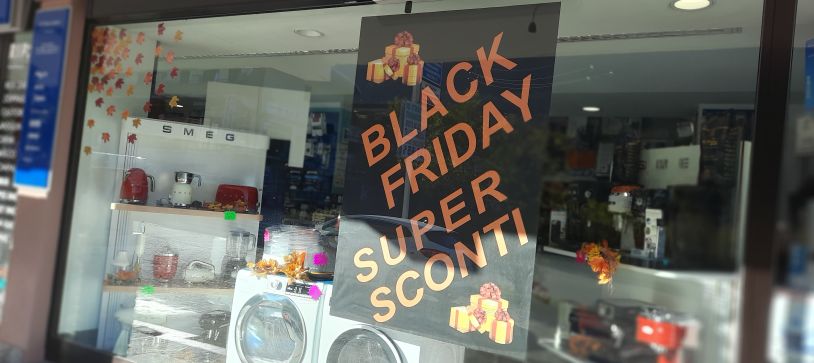 SMEG
BLACK
FRIDAY
SUPER
SCONTI